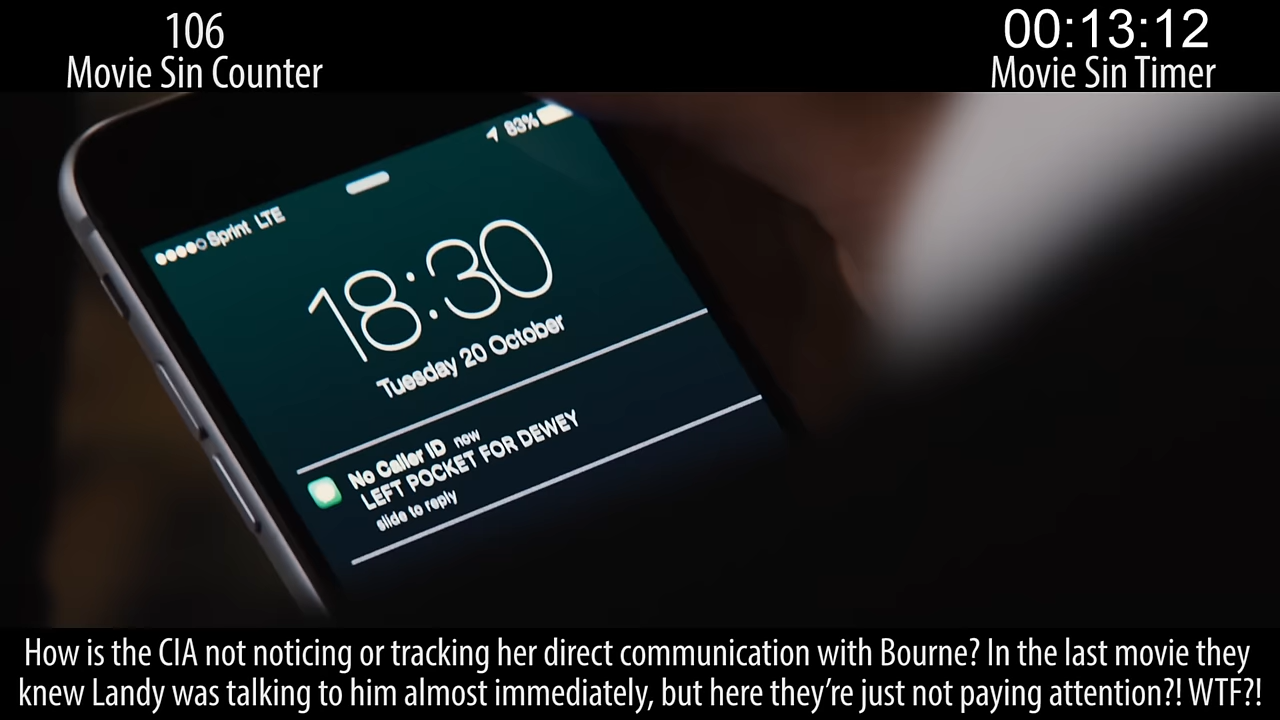 106
Movie Sin Counter
00:13:12
Movie Sin Timer
83%
Sprint LTE
18:30
Tuesday 20 October
No Caller ID now
LEFT POCKET FOR DEWEY
slide to reply
How is the CIA not noticing or tracking her direct communication with Bourne? In the last movie they
knew Landy was talking to him almost immediately, but here they're just not paying attention?! WTF?!